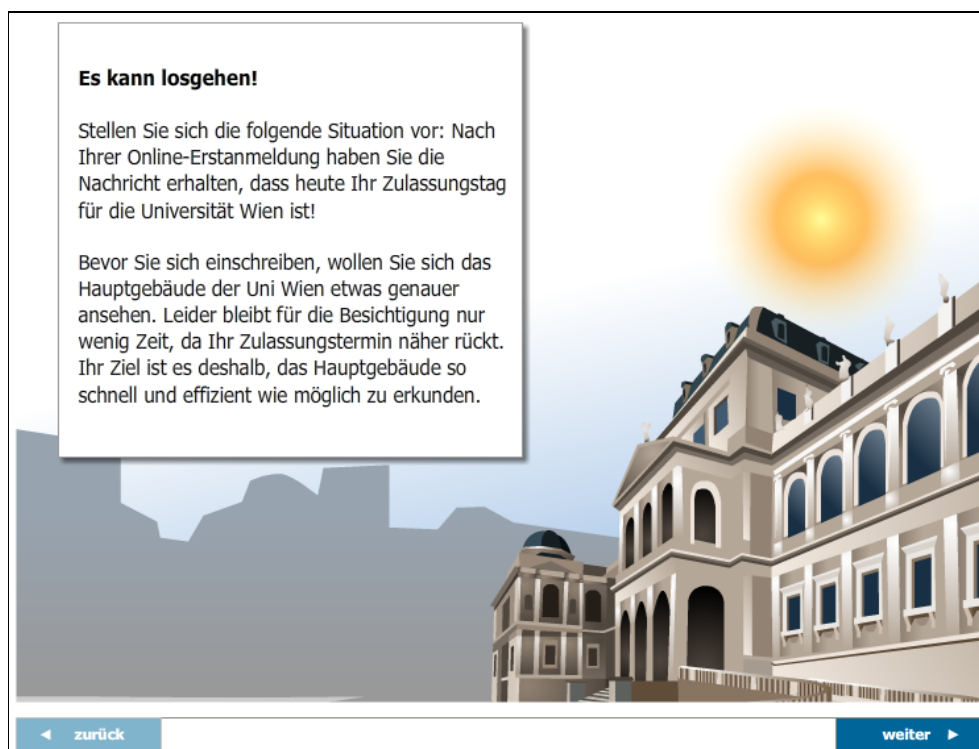 Es kann losgehen!
Stellen Sie sich die folgende Situation vor: Nach
Ihrer Online-Erstanmeldung haben Sie die
Nachricht erhalten, dass heute Ihr Zulassungstag
für die Universität Wien ist!
Bevor Sie sich einschreiben, wollen Sie sich das
Hauptgebäude der Uni Wien etwas genauer
ansehen. Leider bleibt für die Besichtigung nur
wenig Zeit, da Ihr Zulassungstermin näher rückt.
Ihr Ziel ist es deshalb, das Hauptgebäude so
schnell und effizient wie möglich zu erkunden.
zurück
weiter